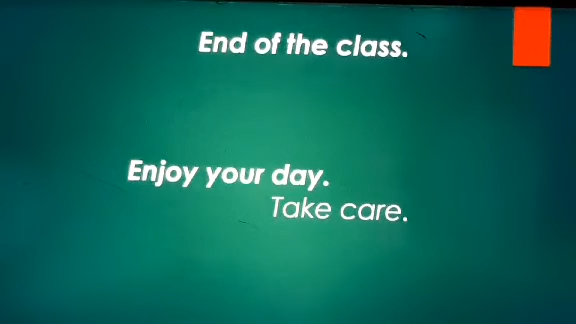 End of the class.
Enjoy your day.
Take care.